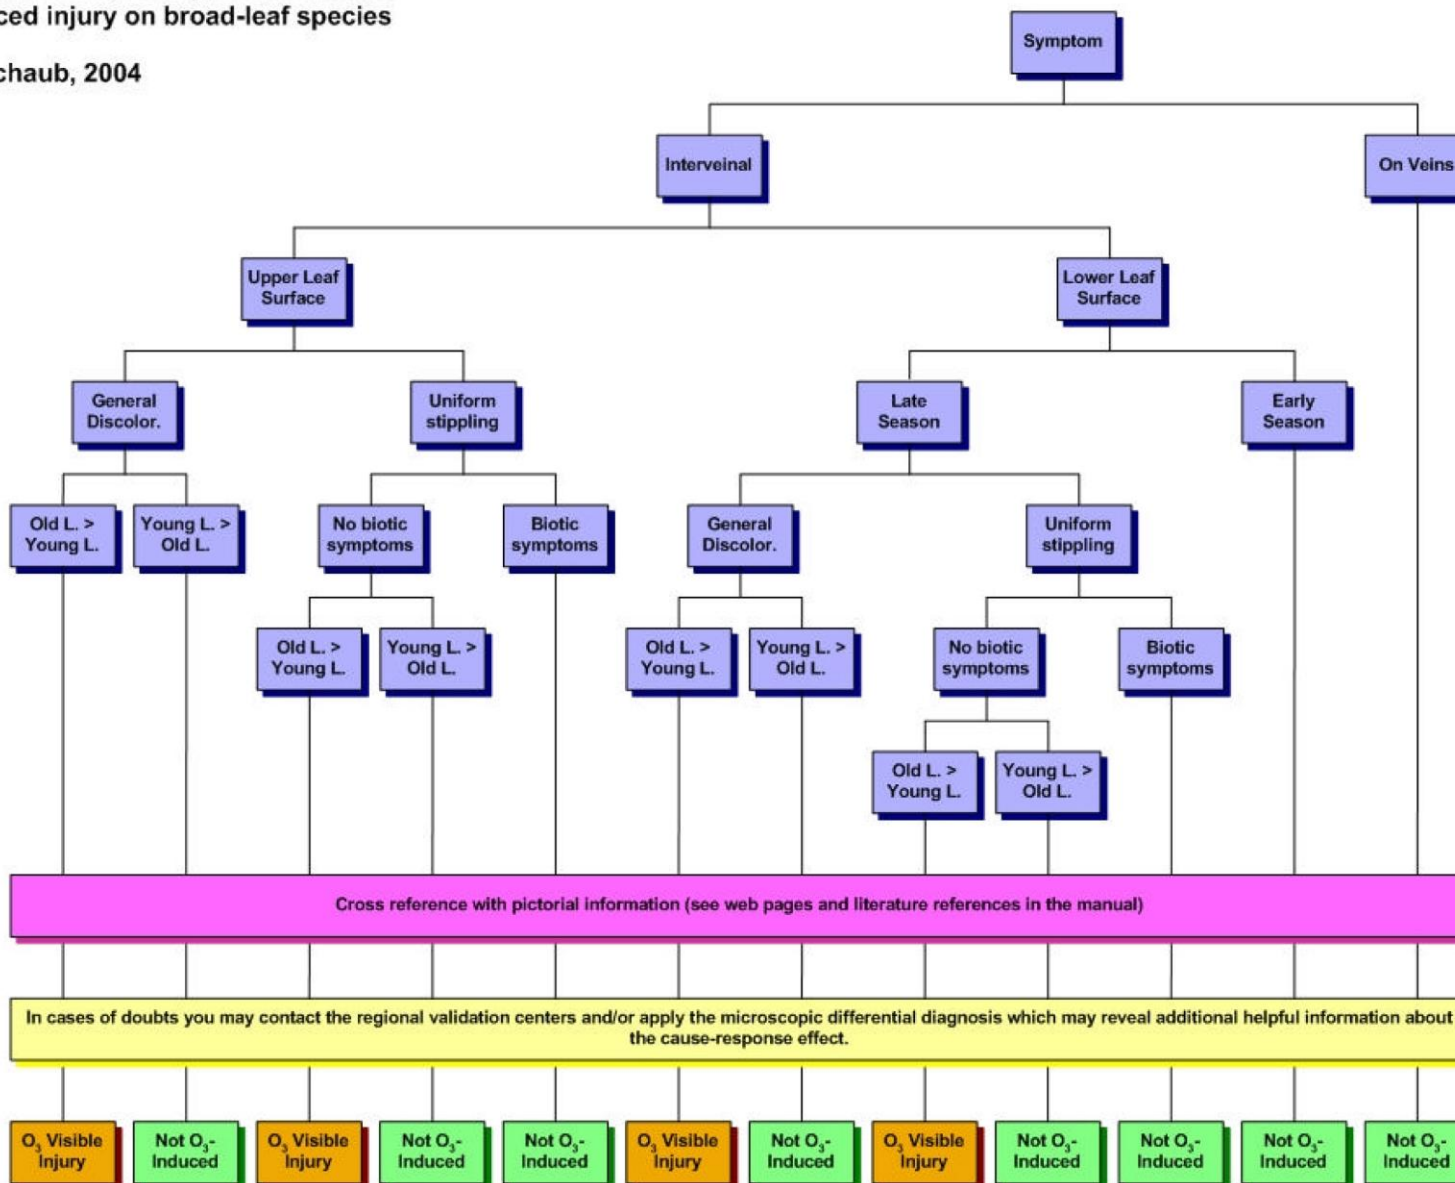 ced injury on broad-leaf species
chaub, 2004
Symptom
Interveinal
On Veins
Upper Leaf
Surface
Lower Leaf
Surface
General
Discolor.
Uniform
stippling
Late
Season
Early
Season
Old L. >
Young L.
Young L. >
Old L.
No biotic
symptoms
Biotic
symptoms
General
Discolor.
Uniform
stippling
Old L. >
Young L.
Young L. >
Old L.
Old L. >
Young L.
Young L. >
Old L.
No biotic
symptoms
Biotic
symptoms
Old L. >
Young L.
Young L. >
Old L.
Cross reference with pictorial information (see web pages and literature references in the manual)
In cases of doubts you may contact the regional validation centers and/or apply the microscopic differential diagnosis which may reveal additional helpful information about
the cause-response effect.
O₃ Visible
Injury
Not O₃-
Induced
O₃ Visible
Injury
Not O₃-
Induced
Not O₃-
Induced
O₃ Visible
Injury
Not O₃-
Induced
O₃ Visible
Injury
Not O₃-
Induced
Not O₃-
Induced
Not O₃-
Induced
Not O₃-
Induced